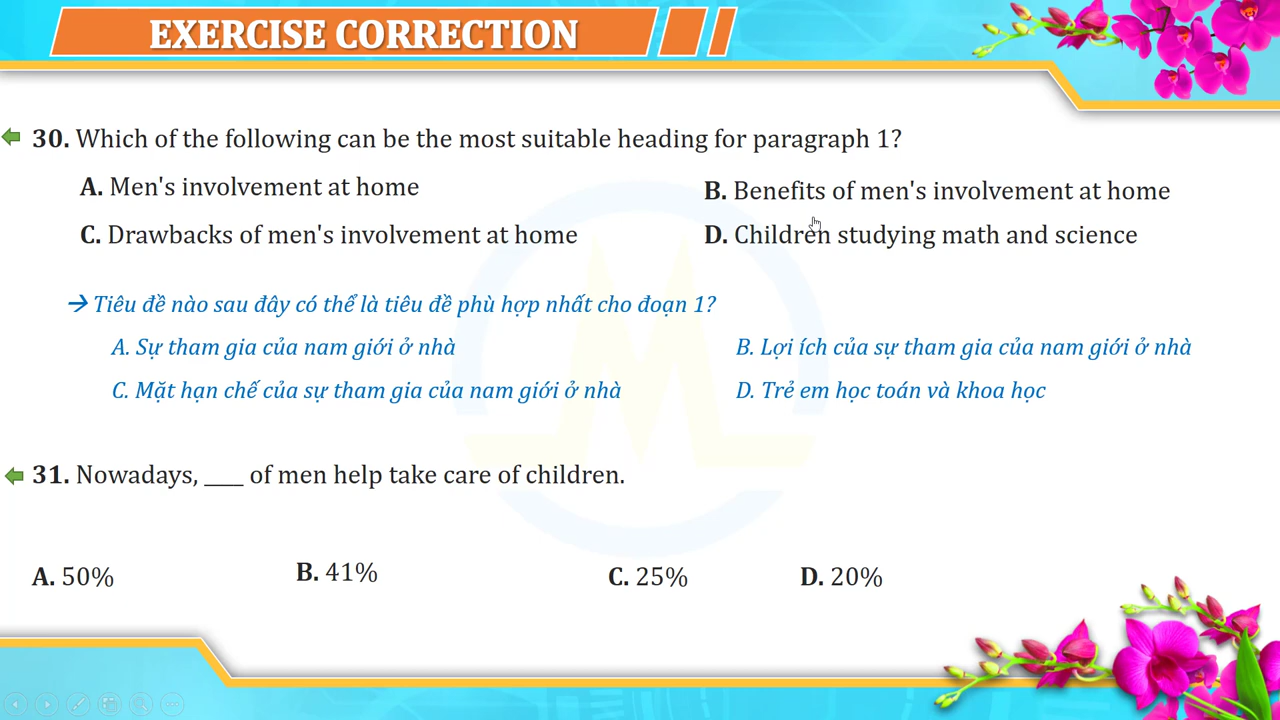 EXERCISE CORRECTION
30. Which of the following can be the most suitable heading for paragraph 1?
A. Men's involvement at home
B. Benefits of men's involvement at home
C. Drawbacks of men's involvement at home
D. Children studying math and science
→ Tiêu đề nào sau đây có thể là tiêu đề phù hợp nhất cho đoạn 1?
A. Sự tham gia của nam giới ở nhà
B. Lợi ích của sự tham gia của nam giới ở nhà
C. Mặt hạn chế của sự tham gia của nam giới ở nhà
D. Trẻ em học toán và khoa học
31. Nowadays, ____ of men help take care of children.
A. 50%
B. 41%
C. 25%
D. 20%